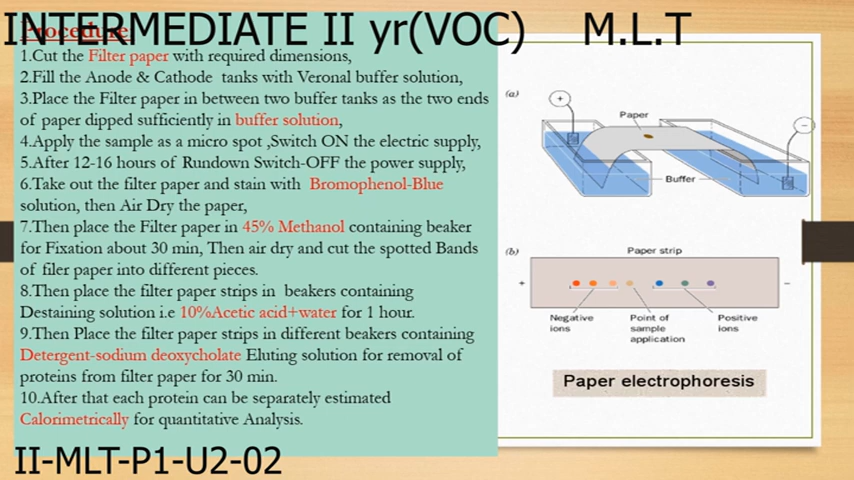 INTERMEDIATE II yr(VOC) M.L.T
Procedure
1.Cut the Filter paper with required dimensions,
2.Fill the Anode & Cathode tanks with Veronal buffer solution,
3.Place the Filter paper in between two buffer tanks as the two ends
of paper dipped sufficiently in buffer solution,
4.Apply the sample as a micro spot ,Switch ON the electric supply,
5.After 12-16 hours of Rundown Switch-OFF the power supply,
6.Take out the filter paper and stain with Bromophenol-Blue
solution, then Air Dry the paper,
7.Then place the Filter paper in 45% Methanol containing beaker
for Fixation about 30 min, Then air dry and cut the spotted Bands
of filer paper into different pieces.
8.Then place the filter paper strips in beakers containing
Destaining solution i.e 10%Acetic acid+water for 1 hour.
9.Then Place the filter paper strips in different beakers containing
Detergent-sodium deoxycholate Eluting solution for removal of
proteins from filter paper for 30 min.
10.After that each protein can be separately estimated
Calorimetrically for quantitative Analysis.
II-MLT-P1-U2-02
(a)
+
Paper
−
Buffer
(b)
Paper strip
+
−
Negative
ions
Point of
sample
application
Positive
ions
Paper electrophoresis